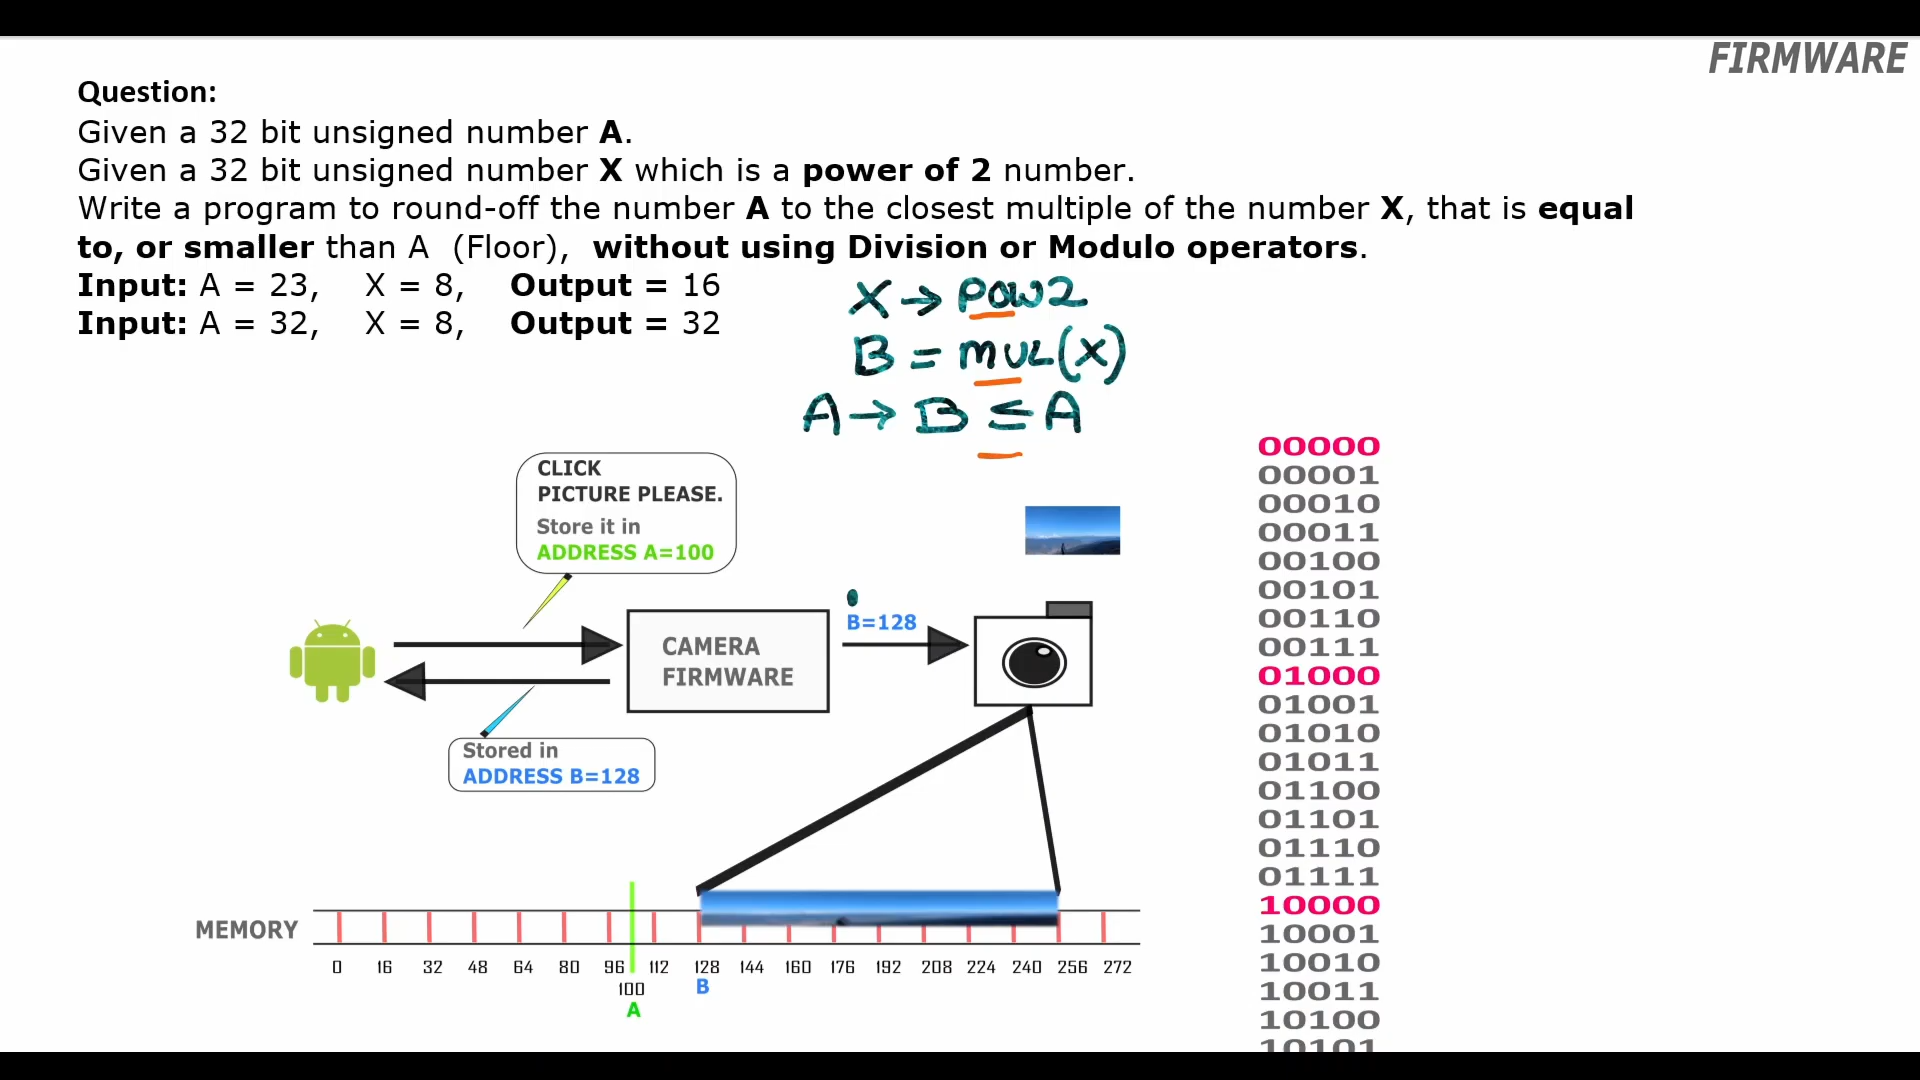 FIRMWARE
Question:
Given a 32 bit unsigned number A.
Given a 32 bit unsigned number X which is a power of 2 number.
Write a program to round-off the number A to the closest multiple of the number X, that is equal
to, or smaller than A (Floor), without using Division or Modulo operators.
Input: A = 23, X = 8, Output = 16
Input: A = 32, X = 8, Output = 32
X → pow2
B = MUL(X)
A → B ≤ A
CLICK
PICTURE PLEASE.
Store it in
ADDRESS A=100
CAMERA
FIRMWARE
B=128
Stored in
ADDRESS B=128
MEMORY
0 16 32 48 64 80 96 112 128 144 160 176 192 208 224 240 256 272
100
A
B
00000
00001
00010
00011
00100
00101
00110
00111
01000
01001
01010
01011
01100
01101
01110
01111
10000
10001
10010
10011
10100
10101